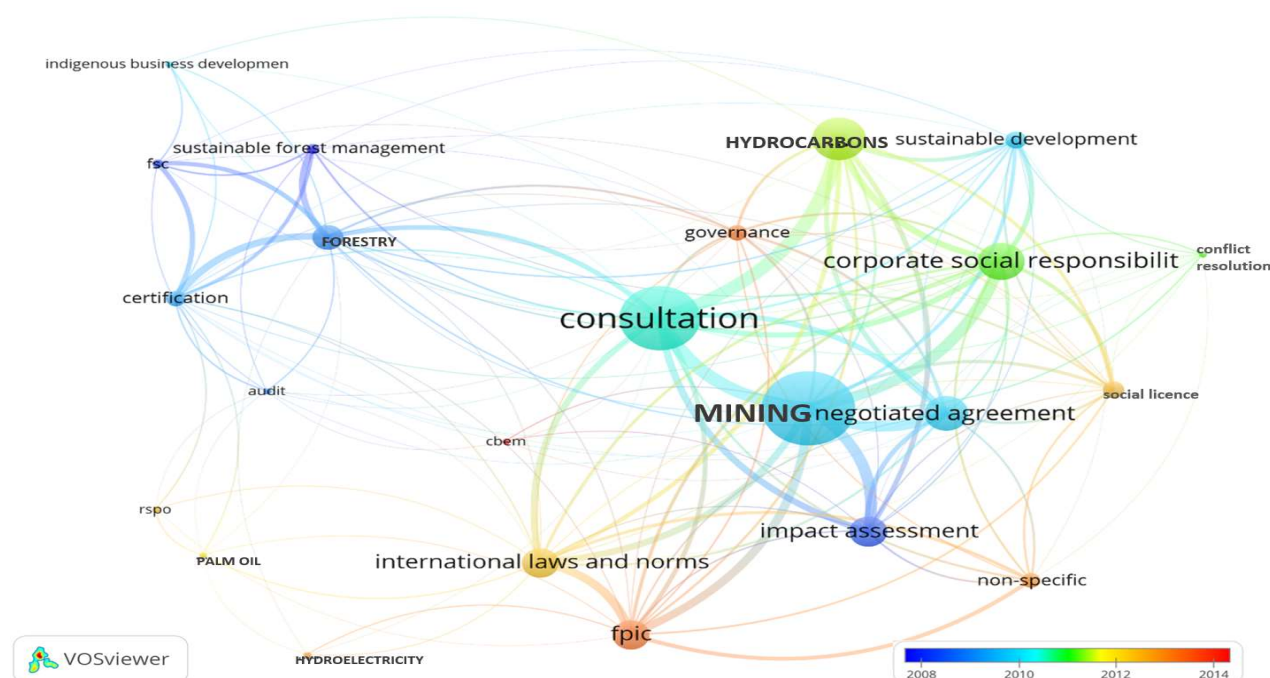 indigenous business developmen
sustainable forest management
fsc
HYDROCARBONS
sustainable development
FORESTRY
governance
corporate social responsibilit
conflict
resolution
certification
consultation
audit
MINING
negotiated agreement
social licence
cbem
rspo
impact assessment
PALM OIL
international laws and norms
non-specific
fpic
HYDROELECTRICITY
VOSviewer
2008 2010 2012 2014